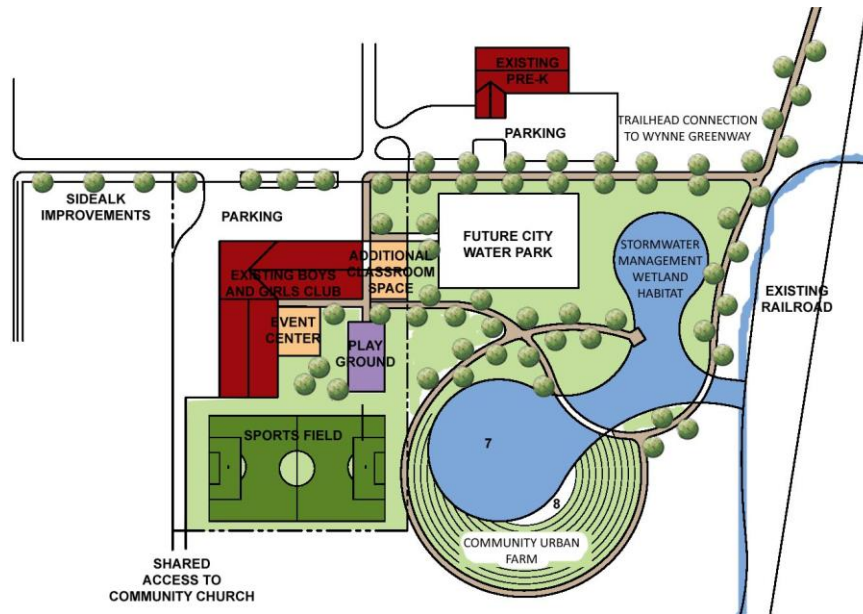 EXISTING
PRE-K
PARKING
TRAILHEAD CONNECTION
TO WYNNE GREENWAY
SIDEALK
IMPROVEMENTS
PARKING
FUTURE CITY
WATER PARK
STORMWATER
MANAGEMENT
WETLAND
HABITAT
ADDITIONAL
CLASSROOM
SPACE
EXISTING BOYS
AND GIRLS CLUB
EXISTING
RAILROAD
EVENT
CENTER
PLAY
GROUND
SPORTS FIELD
7
8
COMMUNITY URBAN
FARM
SHARED
ACCESS TO
COMMUNITY CHURCH